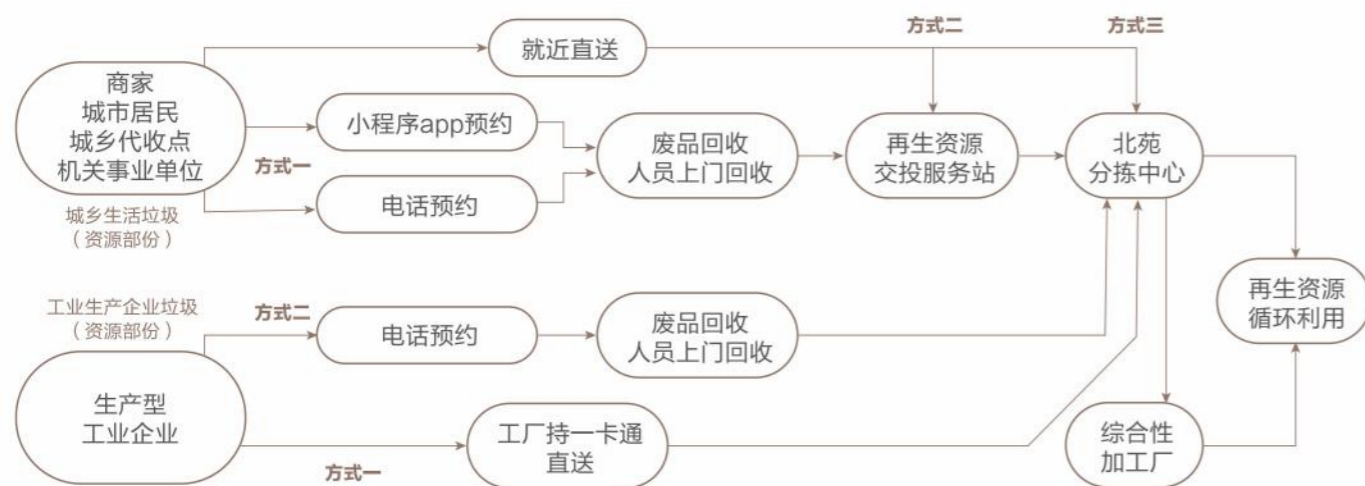 方式二
方式三
就近直送
商家
城市居民
城乡代收点
机关事业单位
小程序app预约
方式一
电话预约
废品回收
人员上门回收
再生资源
交投服务站
北苑
分拣中心
城乡生活垃圾
（资源部份）
工业生产企业垃圾
（资源部份）
方式二
电话预约
废品回收
人员上门回收
再生资源
循环利用
生产型
工业企业
方式一
工厂持一卡通
直送
综合性
加工厂